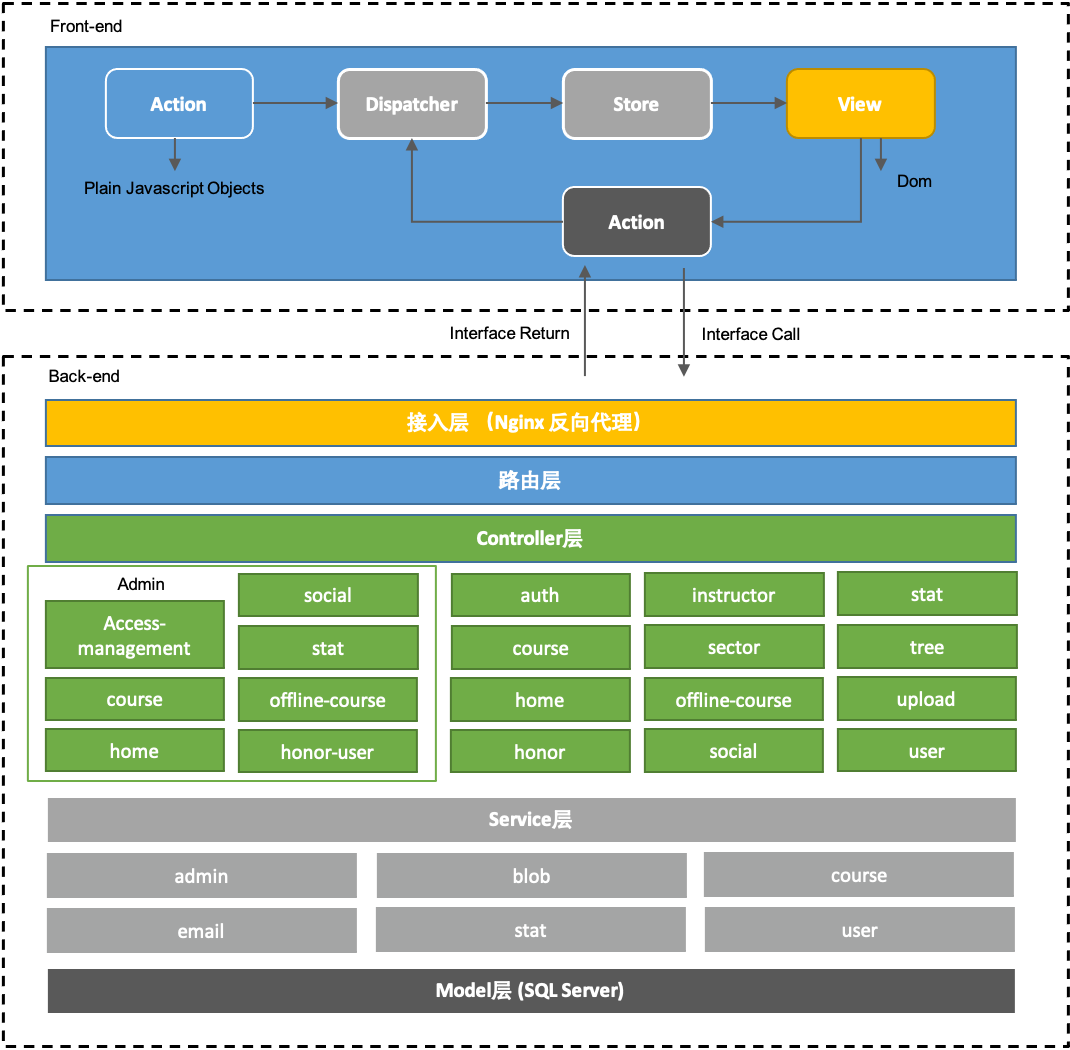 Front-end
Action
Dispatcher
Store
View
Plain Javascript Objects
Dom
Action
Interface Return
Interface Call
Back-end
接入层 （Nginx 反向代理）
路由层
Controller层
Admin
Access-
management
course
home
social
stat
offline-course
honor-user
auth
course
home
honor
instructor
sector
offline-course
social
stat
tree
upload
user
Service层
admin
blob
course
email
stat
user
Model层 (SQL Server)